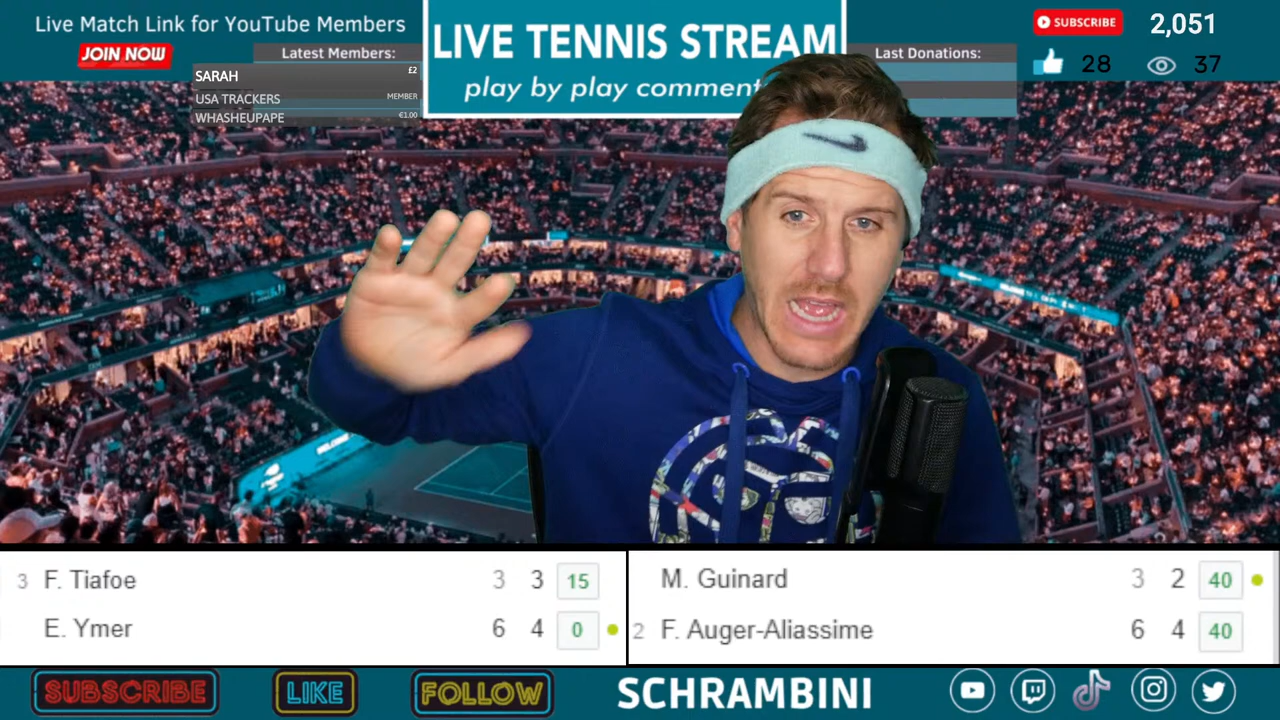 Live Match Link for YouTube Members
JOIN NOW
Latest Members:
SARAH £2
USA TRACKERS MEMBER
WHASHEUPAPE €1.00
LIVE TENNIS STREAM
play by play comment
Last Donations:
SUBSCRIBE 2,051
28 37
3 F. Tiafoe 3 3 15
E. Ymer 6 4 0
M. Guinard 3 2 40
2 F. Auger-Aliassime 6 4 40
SUBSCRIBE LIKE FOLLOW SCHRAMBINI